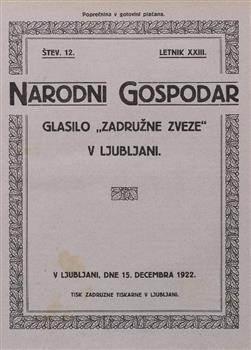 Poprečnina v gotovini plačana.
ŠTEV. 12. LETNIK XXIII.
NARODNI GOSPODAR
GLASILO „ZADRUŽNE ZVEZE“
V LJUBLJANI.
V LJUBLJANI, DNE 15. DECEMBRA 1922.
TISK ZADRUŽNE TISKARNE V LJUBLJANI.